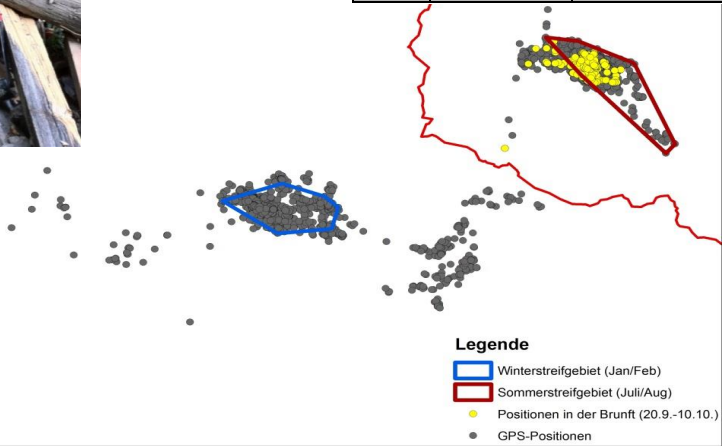 Legende
Winterstreifgebiet (Jan/Feb)
Sommerstreifgebiet (Juli/Aug)
Positionen in der Brunft (20.9.-10.10.)
GPS-Positionen